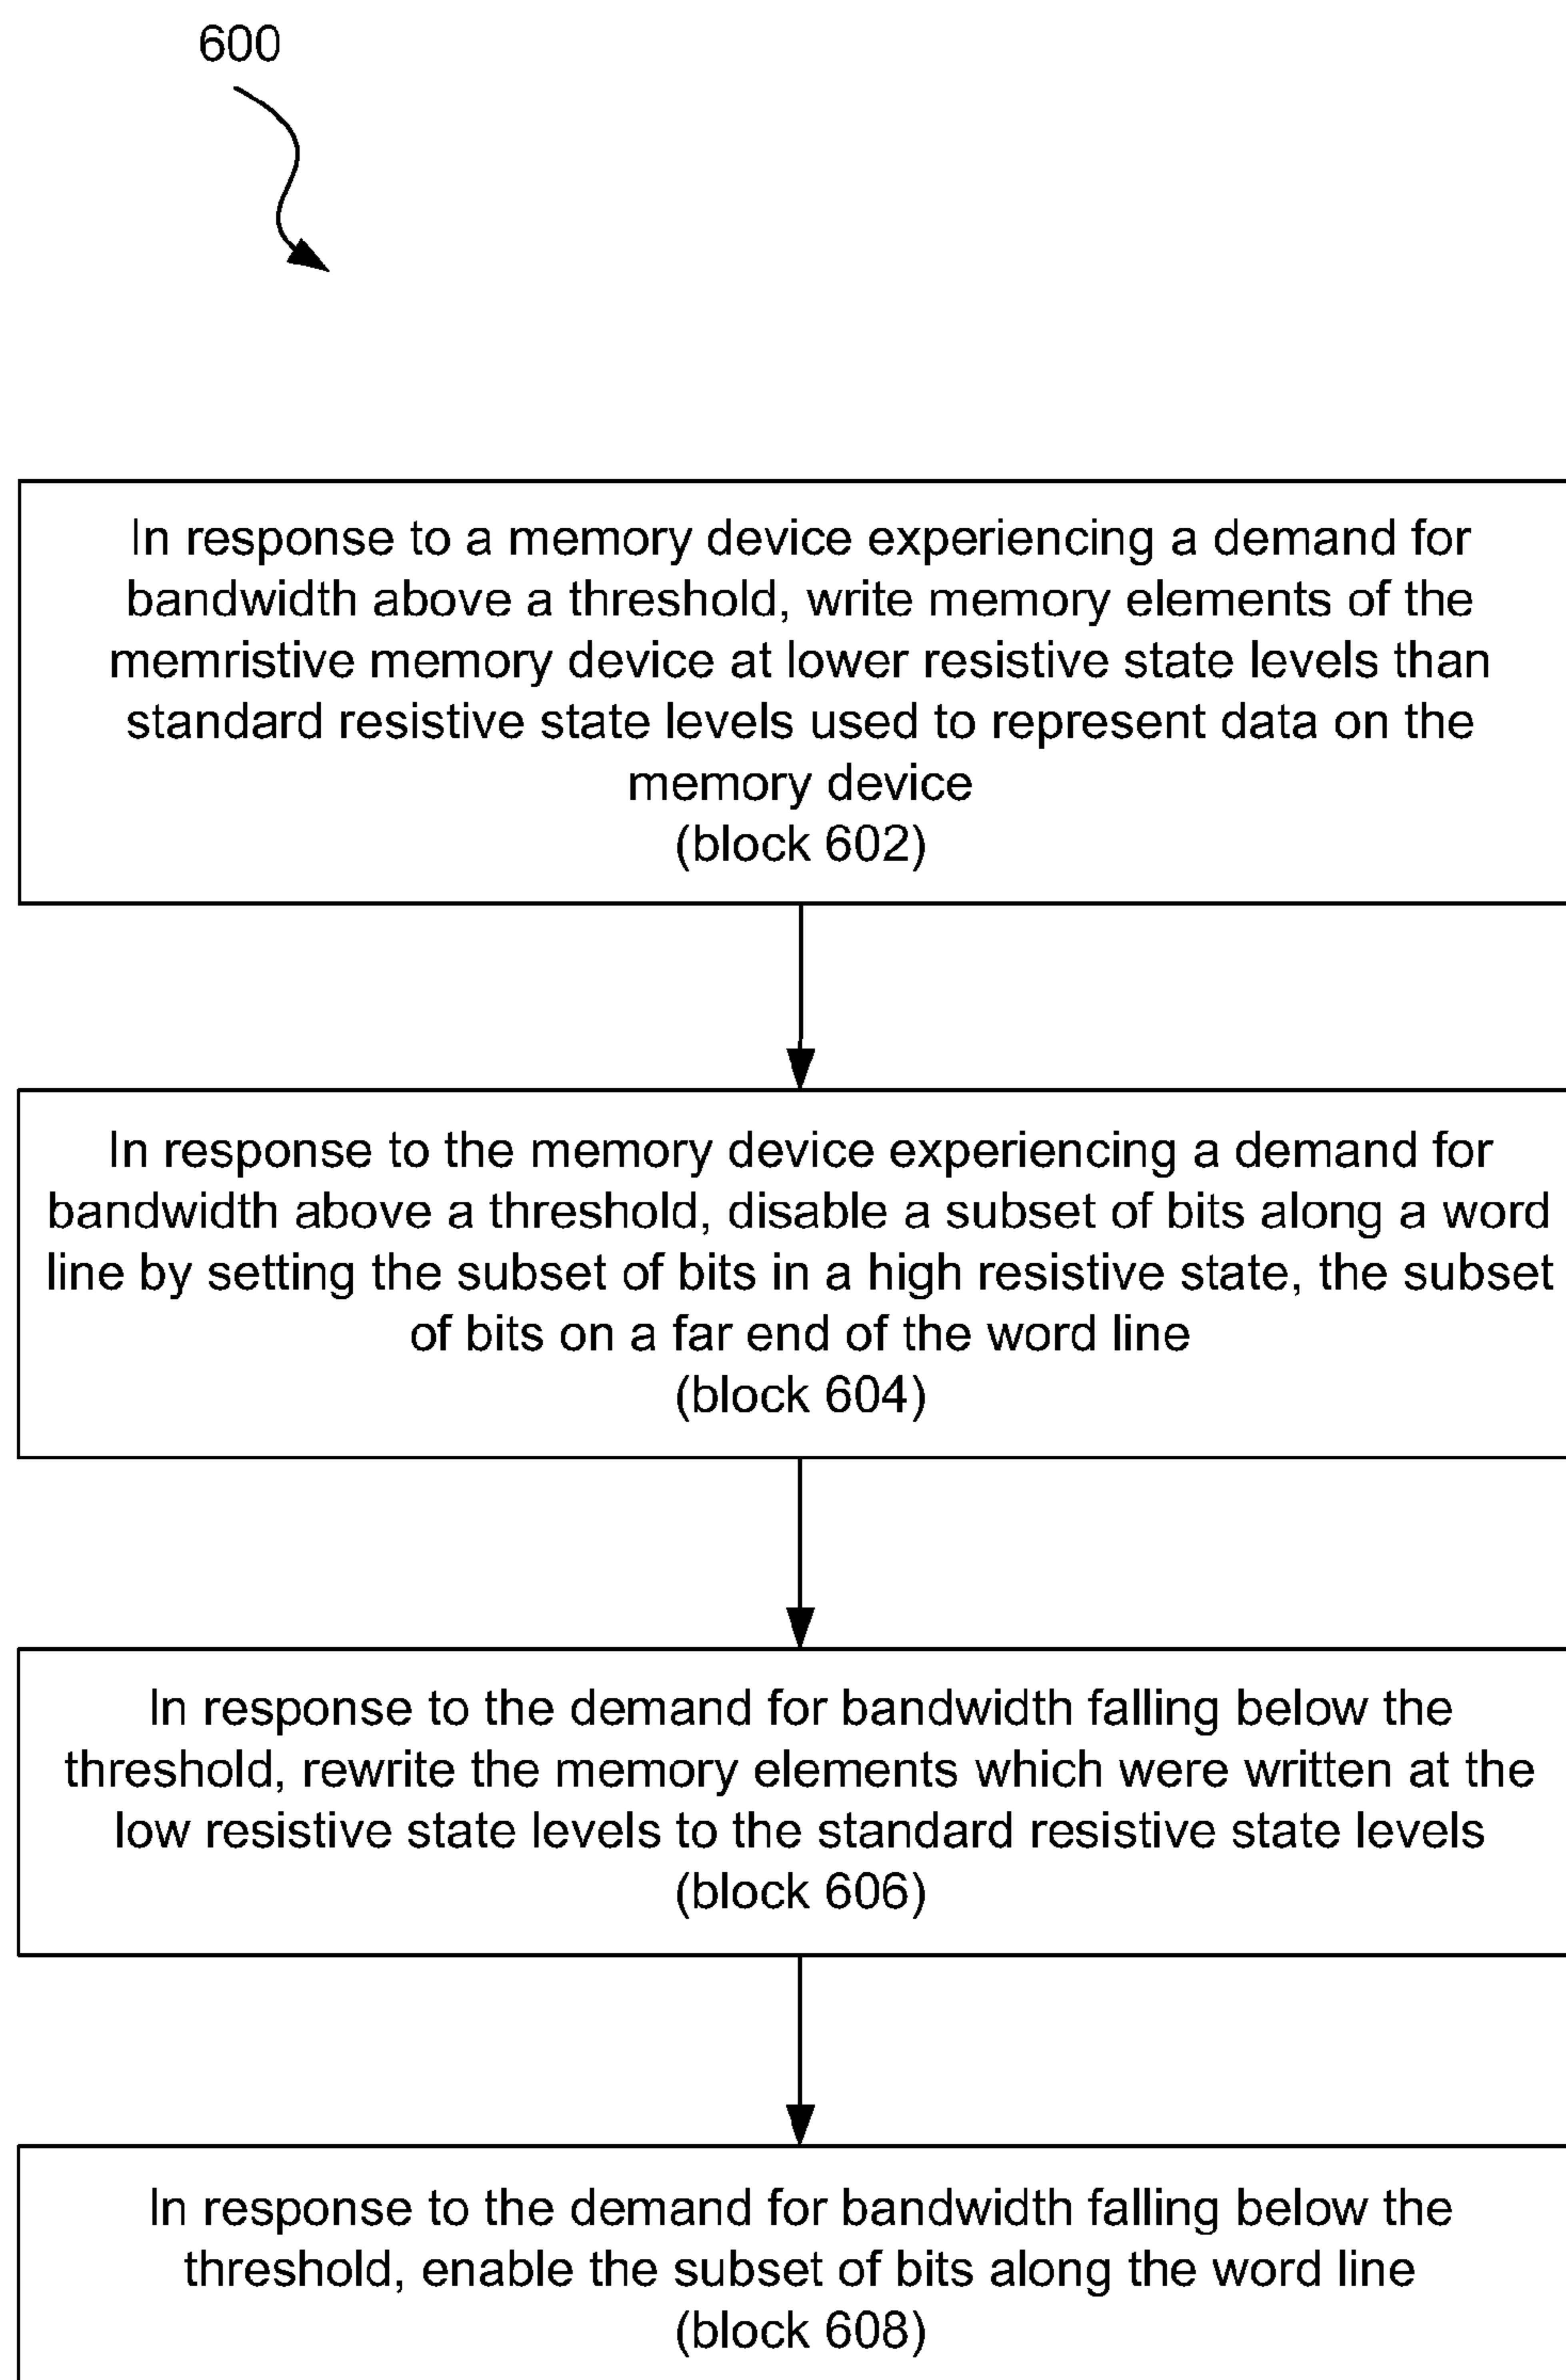 600
In response to a memory device experiencing a demand for
bandwidth above a threshold, write memory elements of the
memristive memory device at lower resistive state levels than
standard resistive state levels used to represent data on the
memory device
(block 602)
In response to the memory device experiencing a demand for
bandwidth above a threshold, disable a subset of bits along a word
line by setting the subset of bits in a high resistive state, the subset
of bits on a far end of the word line
(block 604)
In response to the demand for bandwidth falling below the
threshold, rewrite the memory elements which were written at the
low resistive state levels to the standard resistive state levels
(block 606)
In response to the demand for bandwidth falling below the
threshold, enable the subset of bits along the word line
(block 608)